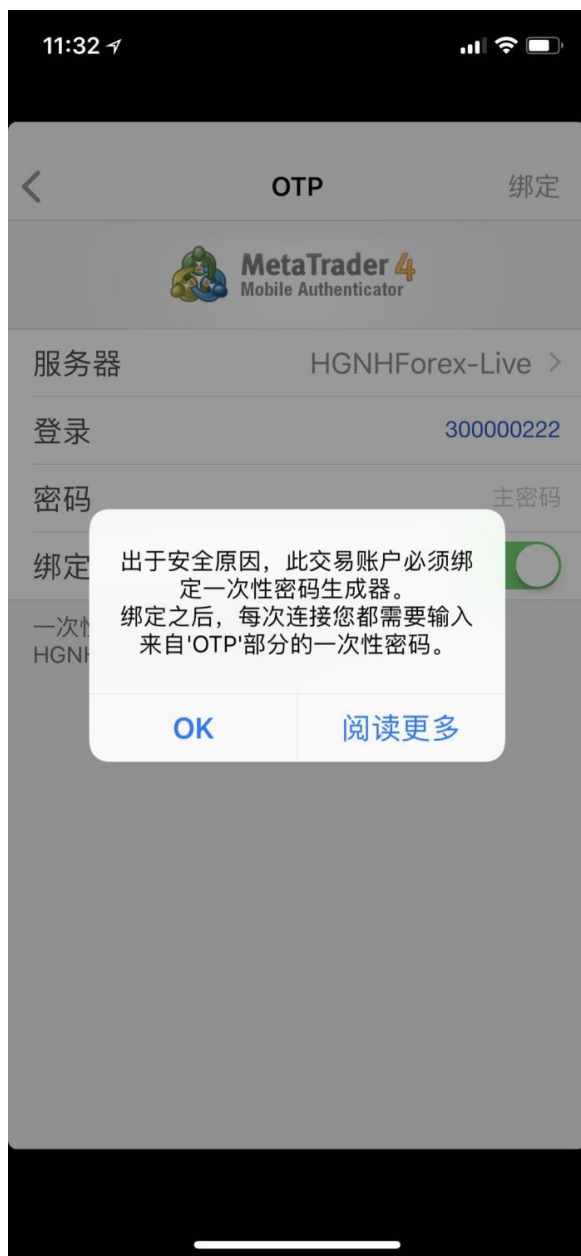 11:32
OTP
绑定
MetaTrader 4
Mobile Authenticator
服务器
HGNHForex-Live
登录
300000222
密码
主密码
绑定
出于安全原因，此交易账户必须绑
定一次性密码生成器。
绑定之后，每次连接您都需要输入
来自'OTP'部分的一次性密码。
一次
OK
阅读更多